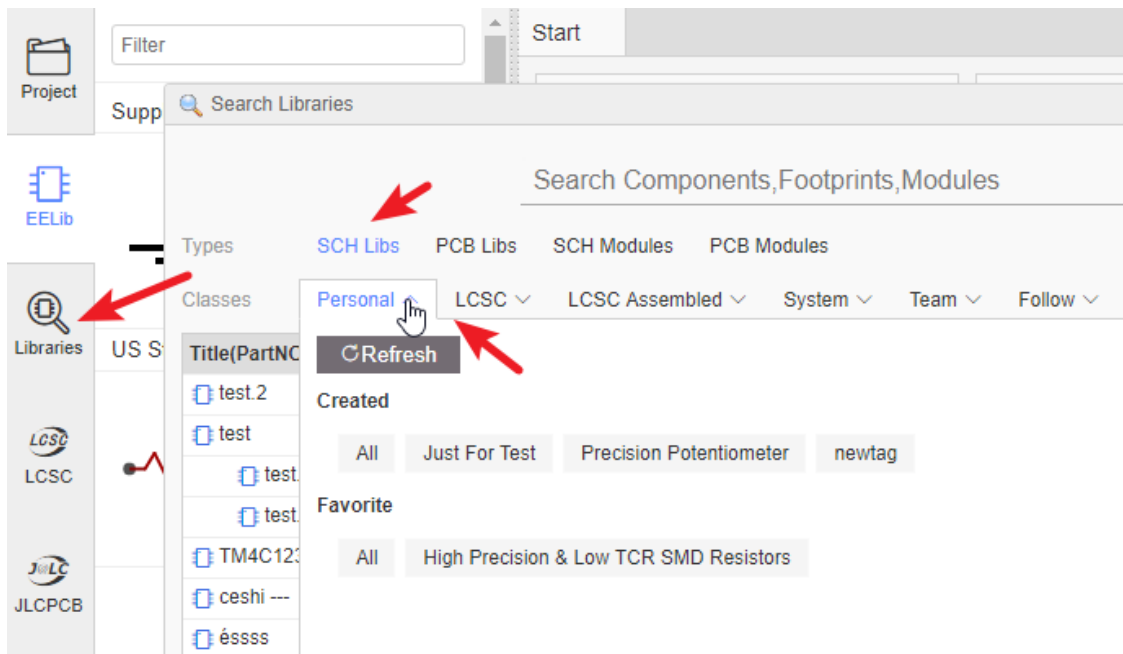 Project
Filter
Start
Supp
Search Libraries
EELib
Search Components,Footprints,Modules
Types SCH Libs PCB Libs SCH Modules PCB Modules
Classes Personal LCSC LCSC Assembled System Team Follow
Libraries
US S
Title(PartNO
Refresh
test.2
Created
test
All Just For Test Precision Potentiometer newtag
LCSC
LCSC
test.
Favorite
test.
TM4C123
All High Precision & Low TCR SMD Resistors
J@LC
JLCPCB
ceshi ---
éssss